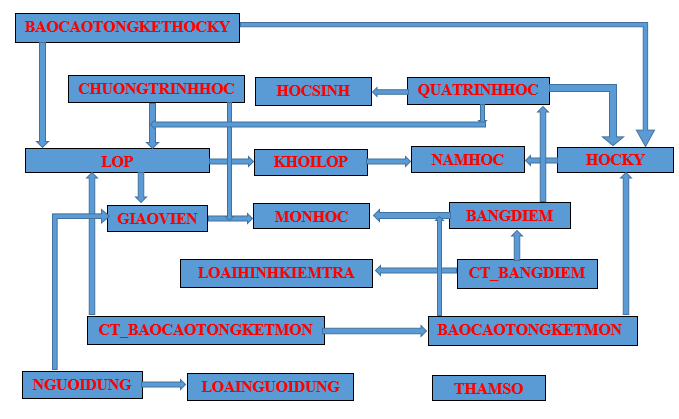 BAOCAOTONGKETHOCKY
CHUONGTRINHHOC
HOCSINH
QUATRINHHOC
LOP
KHOILOP
NAMHOC
HOCKY
GIAOVIEN
MONHOC
BANGDIEM
LOAIHINHKIEMTRA
CT_BANGDIEM
CT_BAOCAOTONGKETMON
BAOCAOTONGKETMON
NGUOIDUNG
LOAINGUOIDUNG
THAMSO